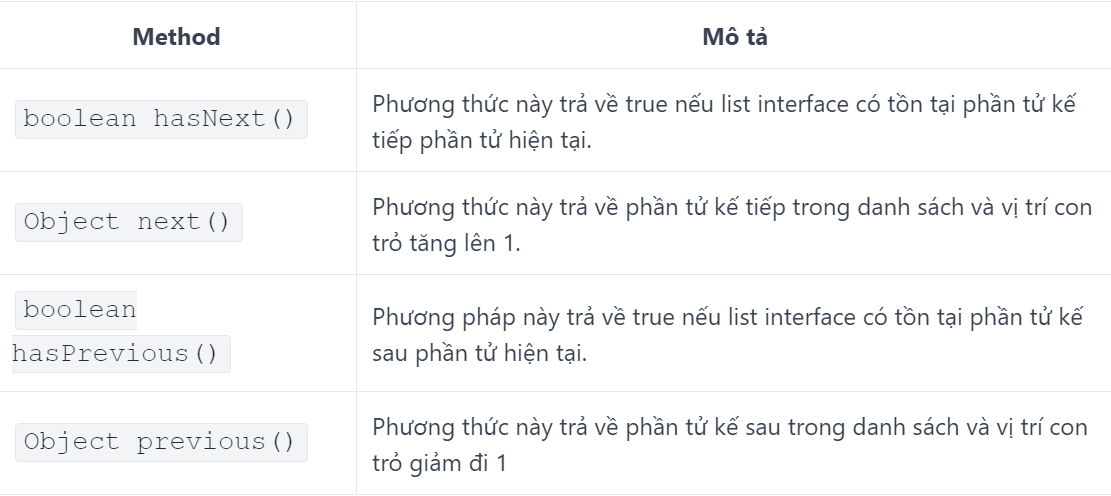 Method
Mô tả
boolean hasNext()
Phương thức này trả về true nếu list interface có tồn tại phần tử kế
tiếp phần tử hiện tại.
Object next()
Phương thức này trả về phần tử kế tiếp trong danh sách và vị trí con
trỏ tăng lên 1.
boolean
hasPrevious()
Phương pháp này trả về true nếu list interface có tồn tại phần tử kế
sau phần tử hiện tại.
Object previous()
Phương thức này trả về phần tử kế sau trong danh sách và vị trí con
trỏ giảm đi 1